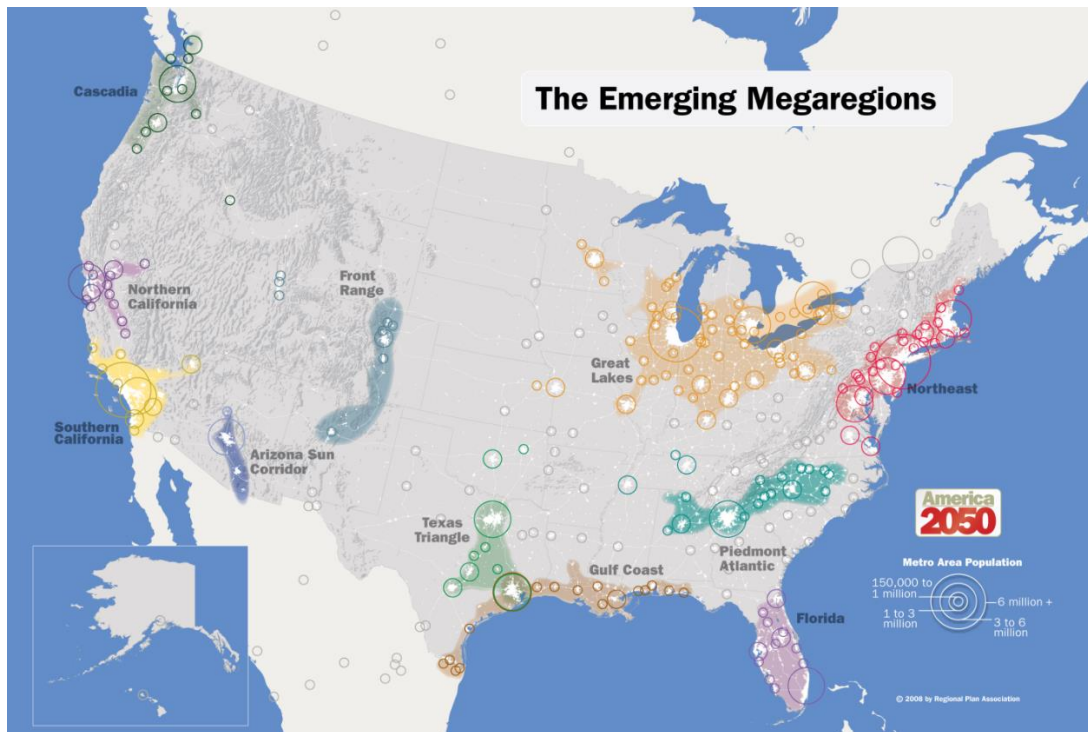 The Emerging Megaregions
Cascadia
Northern
California
Front
Range
Great
Lakes
Northeast
Southern
California
Arizona Sun
Corridor
Texas
Triangle
Piedmont
Atlantic
Gulf Coast
Florida
America
2050
Metro Area Population
150,000 to
1 million
6 million +
1 to 3
million
3 to 6
million
© 2008 by Regional Plan Association